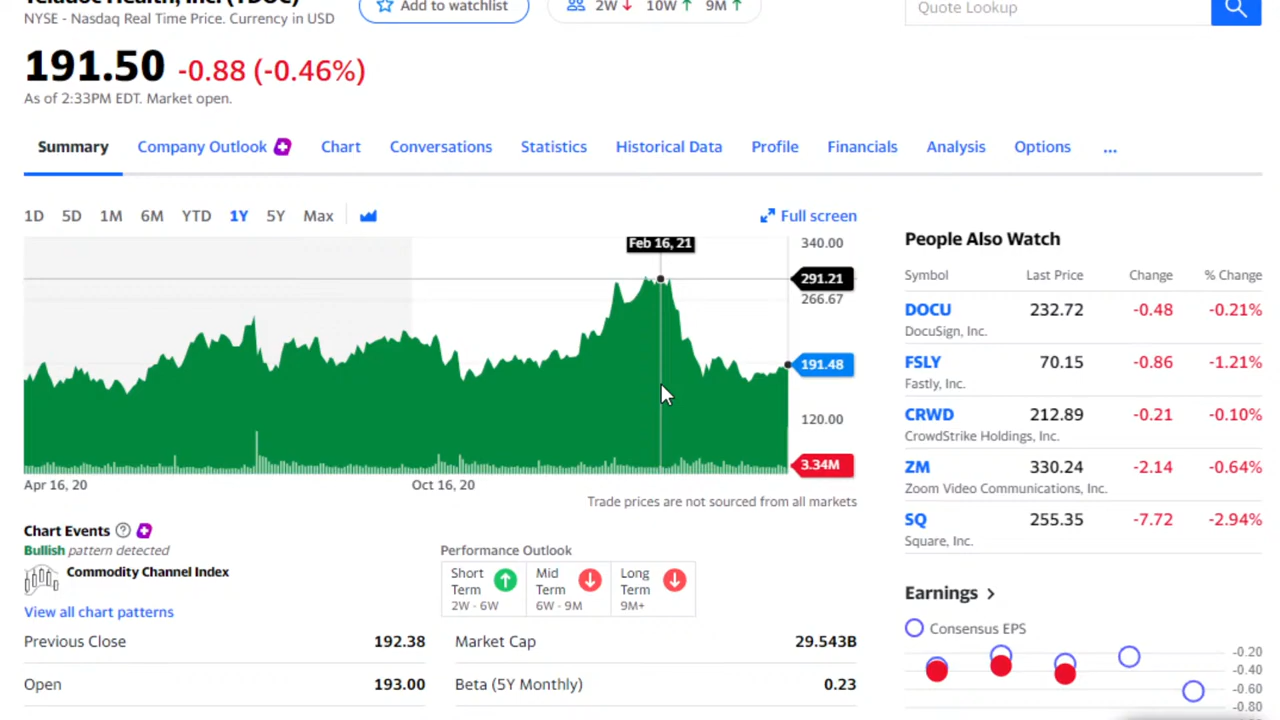 Teladoc Health, Inc. (TDOC)
NYSE - Nasdaq Real Time Price. Currency in USD
Add to watchlist
2W 10W 9M
Quote Lookup
191.50 -0.88 (-0.46%)
As of 2:33PM EDT. Market open.
Summary Company Outlook Chart Conversations Statistics Historical Data Profile Financials Analysis Options ...
1D 5D 1M 6M YTD 1Y 5Y Max
Full screen
Feb 16, 21
340.00
291.21
266.67
191.48
120.00
3.34M
Apr 16, 20 Oct 16, 20
Trade prices are not sourced from all markets
Chart Events
Bullish pattern detected
Commodity Channel Index
View all chart patterns
Performance Outlook
Short Term 2W - 6W
Mid Term 6W - 9M
Long Term 9M+
Previous Close 192.38
Open 193.00
Market Cap 29.543B
Beta (5Y Monthly) 0.23
People Also Watch
Symbol Last Price Change % Change
DOCU 232.72 -0.48 -0.21%
DocuSign, Inc.
FSLY 70.15 -0.86 -1.21%
Fastly, Inc.
CRWD 212.89 -0.21 -0.10%
CrowdStrike Holdings, Inc.
ZM 330.24 -2.14 -0.64%
Zoom Video Communications, Inc.
SQ 255.35 -7.72 -2.94%
Square, Inc.
Earnings
Consensus EPS
-0.20
-0.40
-0.60
-0.80